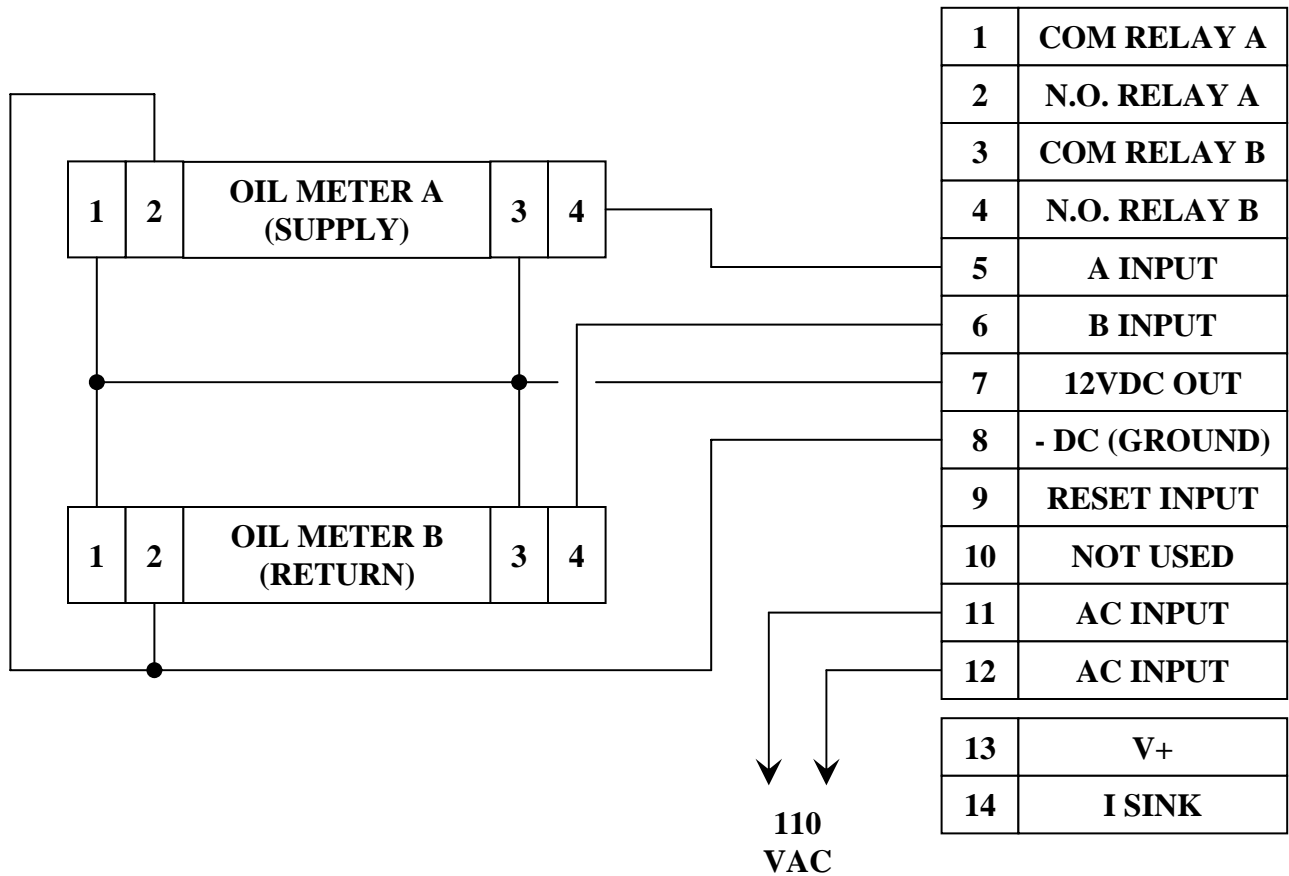 1 COM RELAY A
2 N.O. RELAY A
3 COM RELAY B
4 N.O. RELAY B
5 A INPUT
6 B INPUT
7 12VDC OUT
8 - DC (GROUND)
9 RESET INPUT
10 NOT USED
11 AC INPUT
12 AC INPUT
13 V+
14 I SINK
1 2 OIL METER A 3 4
(SUPPLY)
1 2 OIL METER B 3 4
(RETURN)
110
VAC